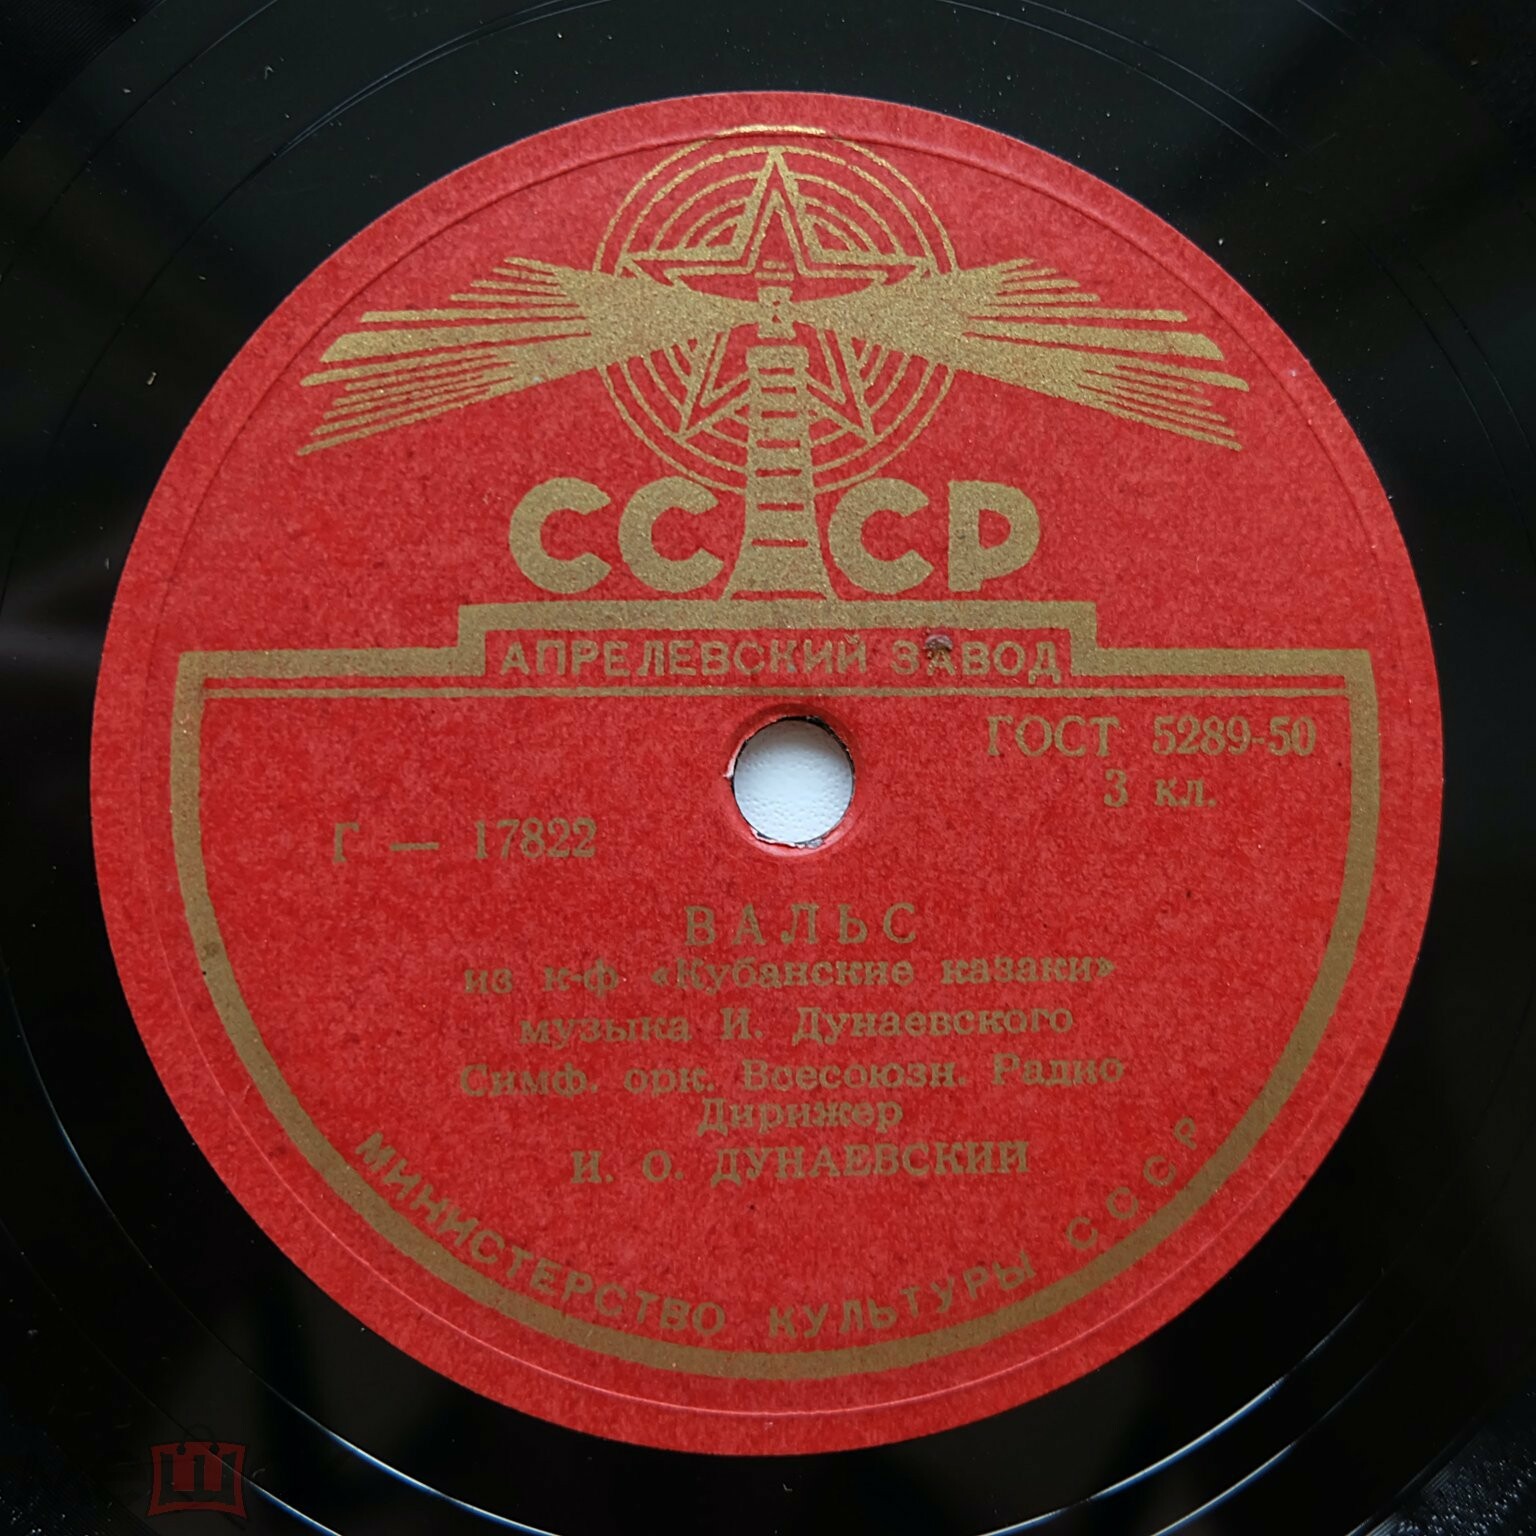 СССР
АПРЕЛЕВСКИЙ ЗАВОД
ГОСТ 5289-50
3 кл.
Г — 17822
ВАЛЬС
из к-ф «Кубанские казаки»
музыка И. Дунаевского
Симф. орк. Всесоюзн. Радио
Дирижер
И. О. ДУНАЕВСКИЙ
МИНИСТЕРСТВО КУЛЬТУРЫ СССР